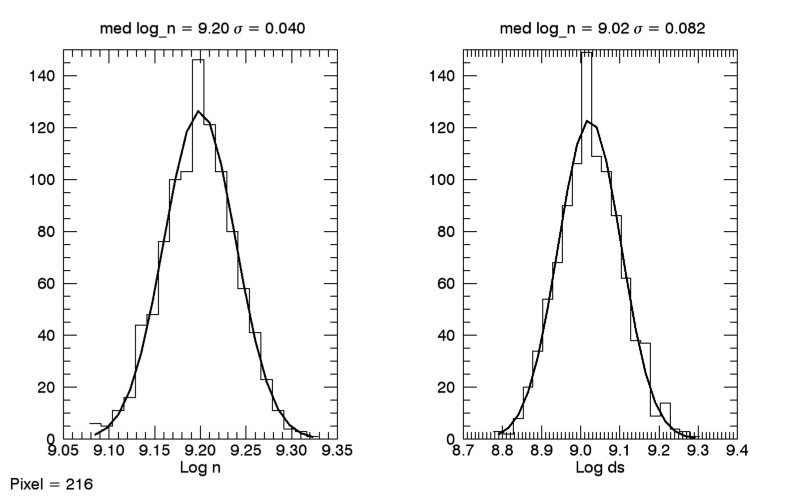 med log_n = 9.20 σ = 0.040
med log_n = 9.02 σ = 0.082
140
120
100
80
60
40
20
0
9.05 9.10 9.15 9.20 9.25 9.30 9.35
Log n
140
120
100
80
60
40
20
0
8.7 8.8 8.9 9.0 9.1 9.2 9.3 9.4
Log ds
Pixel = 216